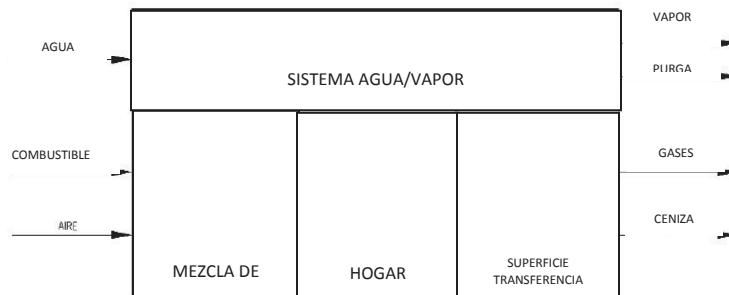 VAPOR
AGUA
PURGA
SISTEMA AGUA/VAPOR
COMBUSTIBLE
GASES
AIRE
CENIZA
MEZCLA DE
HOGAR
SUPERFICIE
TRANSFERENCIA